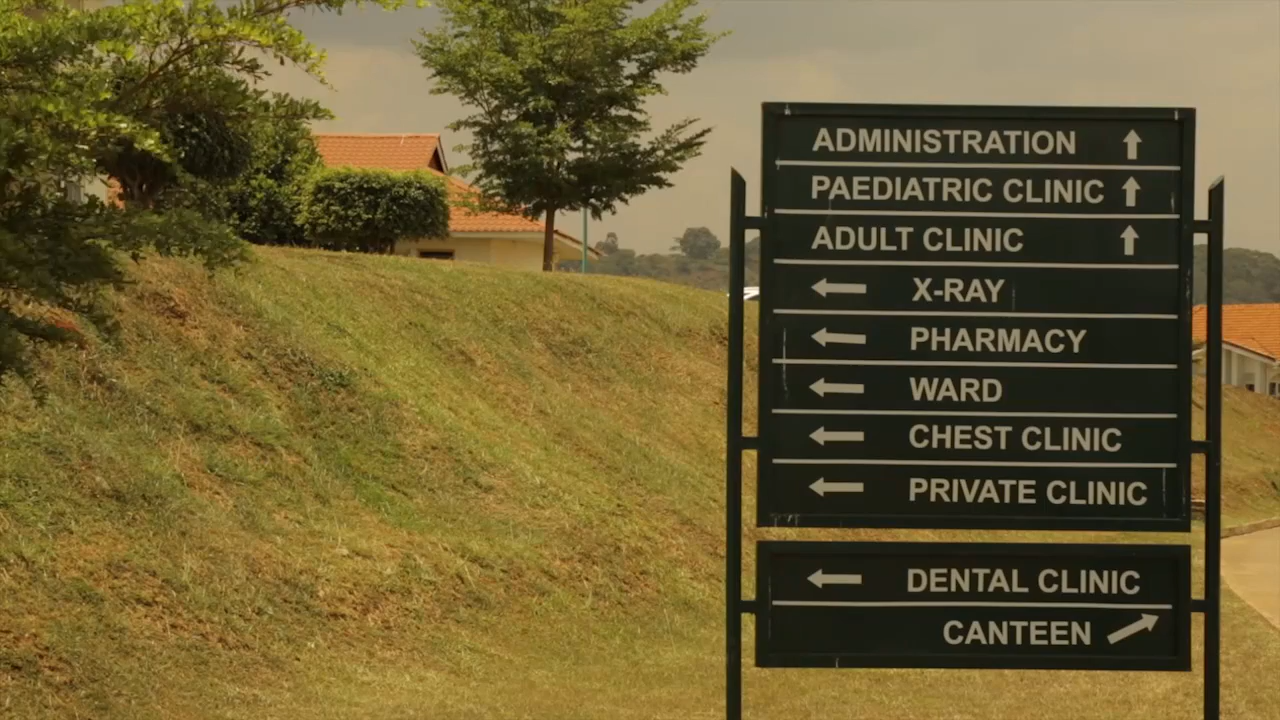 ADMINISTRATION ↑
PAEDIATRIC CLINIC ↑
ADULT CLINIC ↑
← X-RAY
← PHARMACY
← WARD
← CHEST CLINIC
← PRIVATE CLINIC
← DENTAL CLINIC
CANTEEN ↗